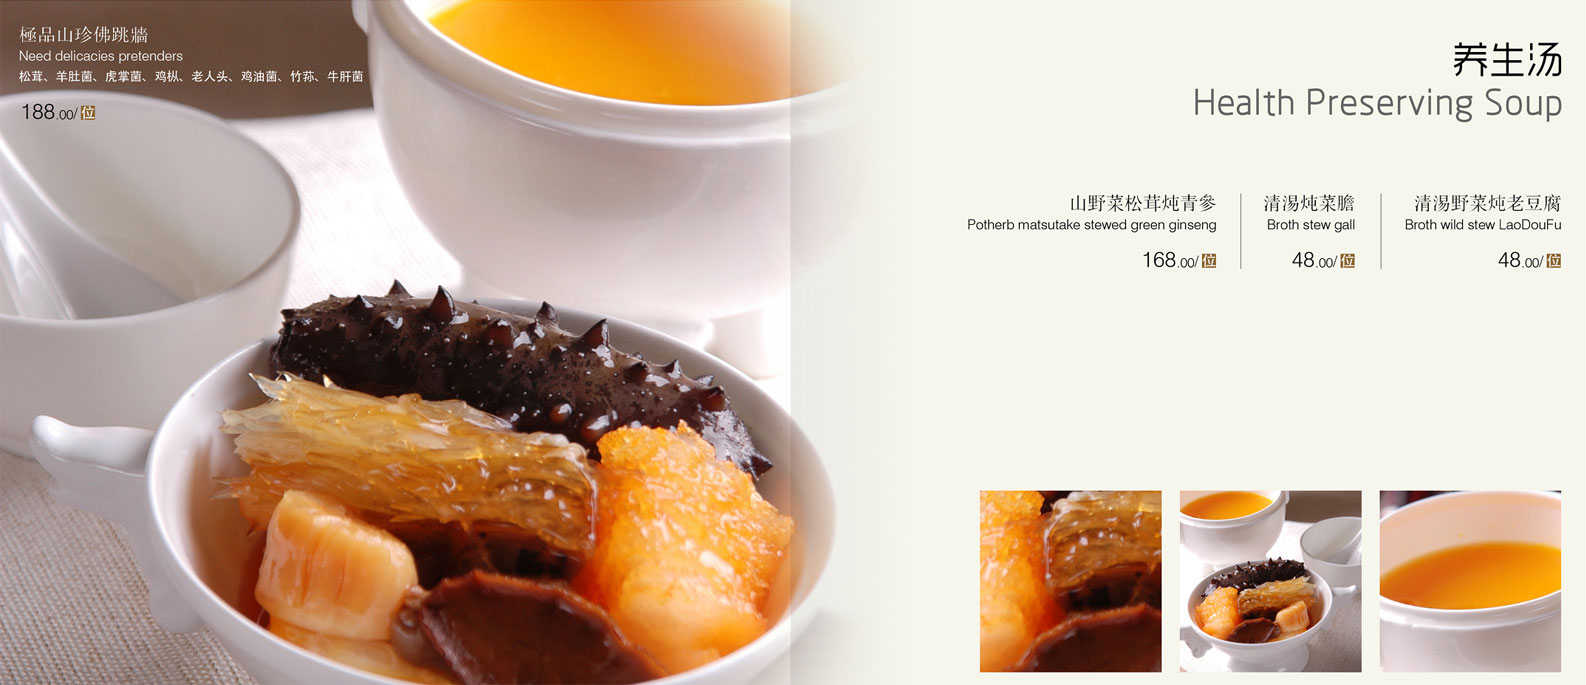 極品山珍佛跳牆
Need delicacies pretenders
松茸、羊肚菌、虎掌菌、鸡枞、老人头、鸡油菌、竹荪、牛肝菌
188.00/位
养生汤
Health Preserving Soup
山野菜松茸炖青參
Potherb matsutake stewed green ginseng
168.00/位
清湯炖菜膽
Broth stew gall
48.00/位
清湯野菜炖老豆腐
Broth wild stew LaoDouFu
48.00/位